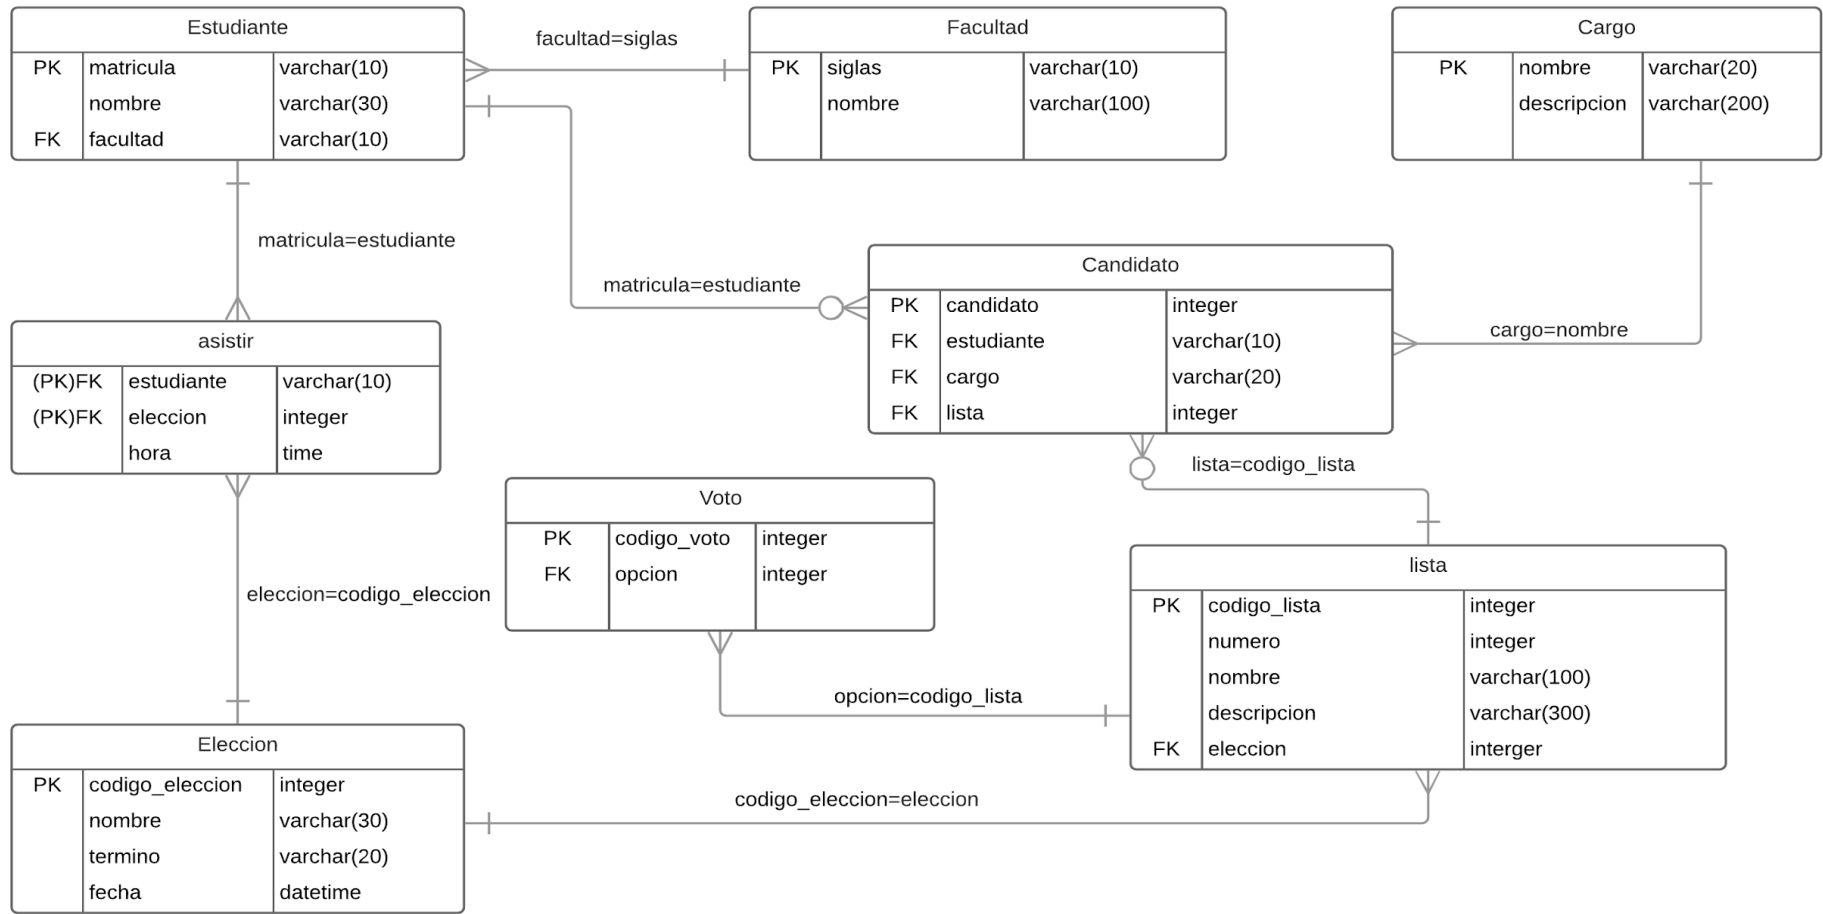 Estudiante
PK matricula varchar(10)
nombre varchar(30)
FK facultad varchar(10)
facultad=siglas
Facultad
PK siglas varchar(10)
nombre varchar(100)
Cargo
PK nombre varchar(20)
descripcion varchar(200)
matricula=estudiante
matricula=estudiante
Candidato
PK candidato integer
FK estudiante varchar(10)
FK cargo varchar(20)
FK lista integer
cargo=nombre
asistir
(PK)FK estudiante varchar(10)
(PK)FK eleccion integer
hora time
lista=codigo_lista
Voto
PK codigo_voto integer
FK opcion integer
eleccion=codigo_eleccion
lista
PK codigo_lista integer
numero integer
nombre varchar(100)
descripcion varchar(300)
FK eleccion interger
opcion=codigo_lista
Eleccion
PK codigo_eleccion integer
nombre varchar(30)
termino varchar(20)
fecha datetime
codigo_eleccion=eleccion